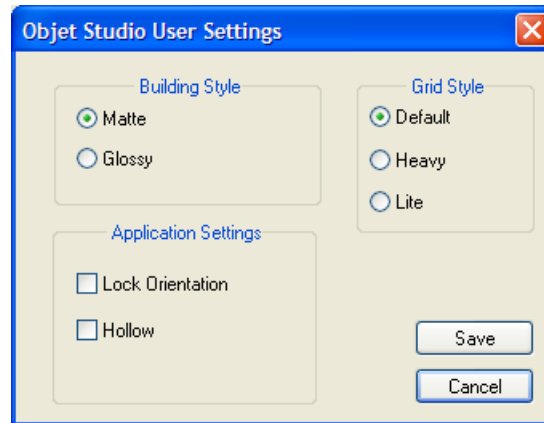 Objet Studio User Settings
Building Style
Matte
Glossy
Grid Style
Default
Heavy
Lite
Application Settings
Lock Orientation
Hollow
Save
Cancel